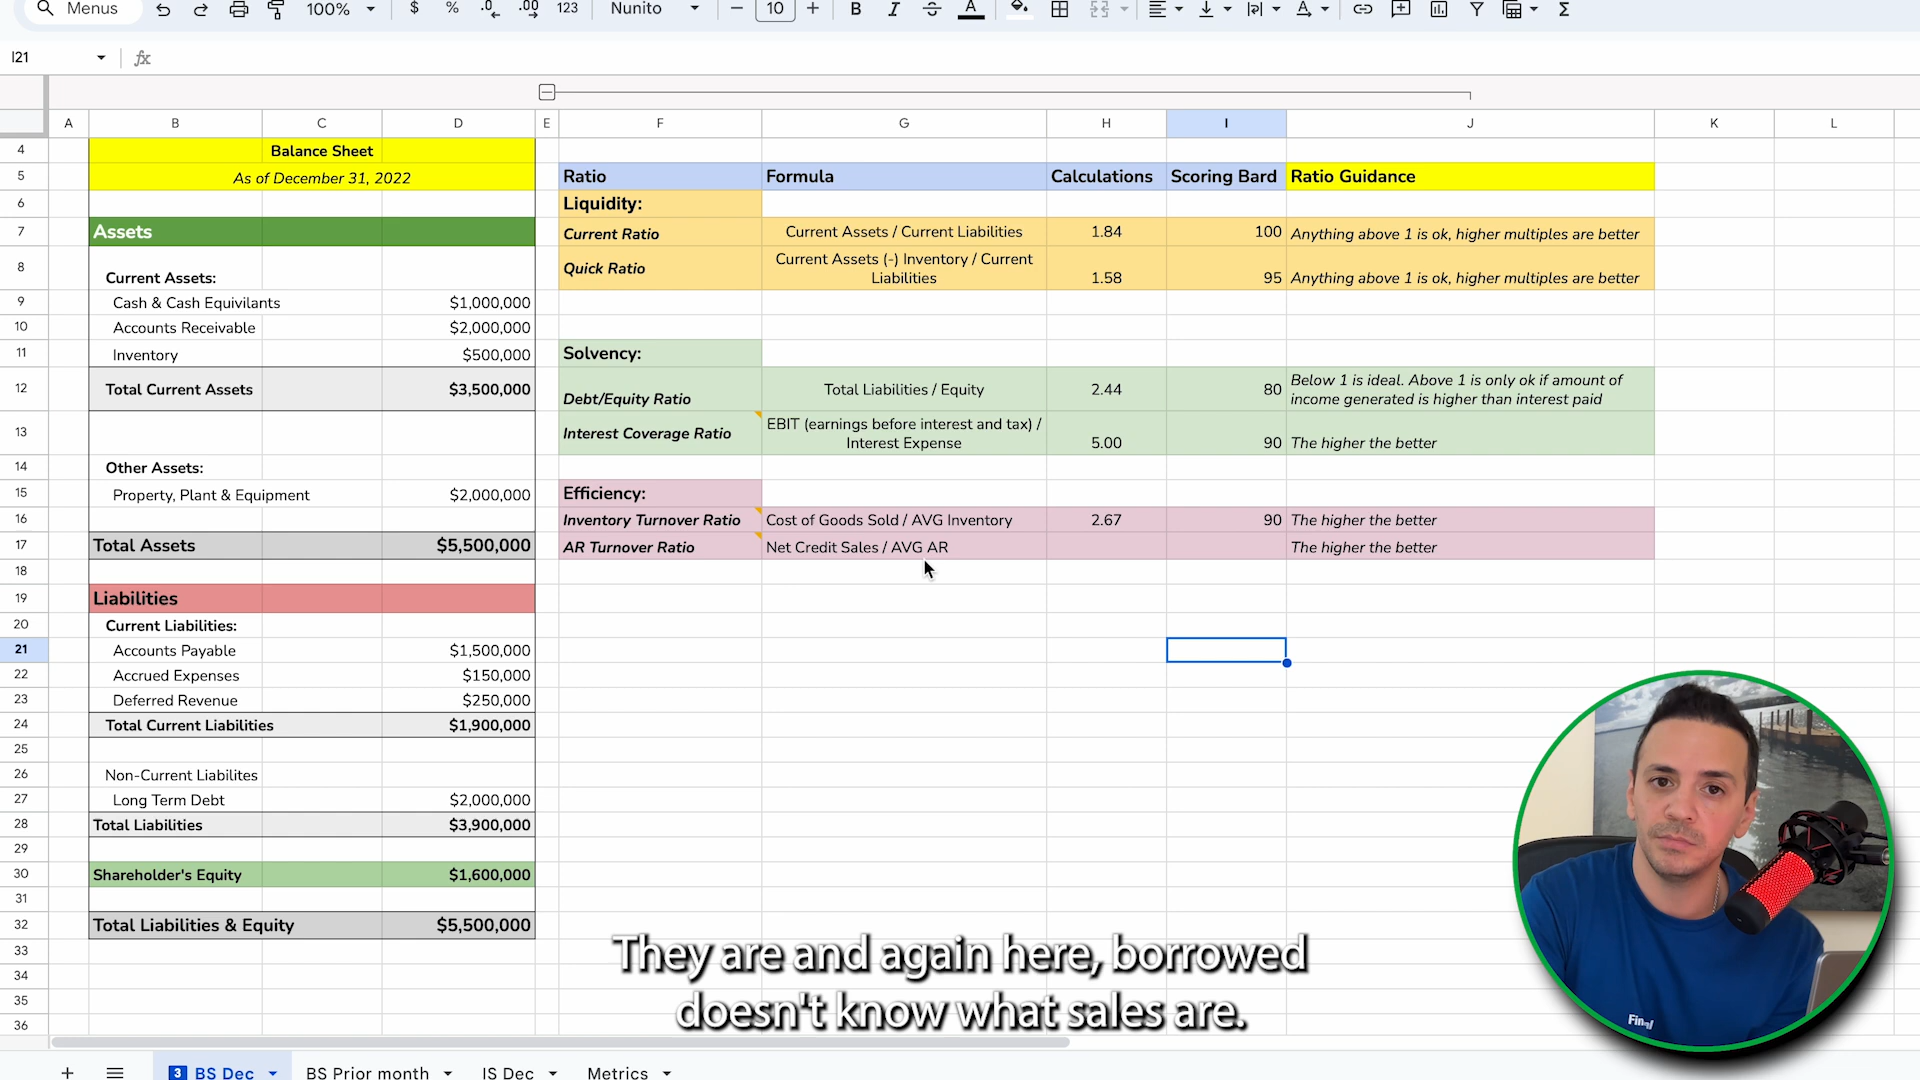 Menus 100% $ % .0 .00 123 Nunito 10 B I A A Σ
I21 fx
A B C D E F G H I J K L
4 Balance Sheet
5 As of December 31, 2022 Ratio Formula Calculations Scoring Bard Ratio Guidance
6 Liquidity:
7 Assets Current Ratio Current Assets / Current Liabilities 1.84 100 Anything above 1 is ok, higher multiples are better
8 Current Assets: Quick Ratio Current Assets (-) Inventory / Current
Liabilities 1.58 95 Anything above 1 is ok, higher multiples are better
9 Cash & Cash Equivilants $1,000,000
10 Accounts Receivable $2,000,000
11 Inventory $500,000 Solvency:
12 Total Current Assets $3,500,000 Debt/Equity Ratio Total Liabilities / Equity 2.44 80 Below 1 is ideal. Above 1 is only ok if amount of
income generated is higher than interest paid
13 Interest Coverage Ratio EBIT (earnings before interest and tax) /
Interest Expense 5.00 90 The higher the better
14 Other Assets:
15 Property, Plant & Equipment $2,000,000 Efficiency:
16 Inventory Turnover Ratio Cost of Goods Sold / AVG Inventory 2.67 90 The higher the better
17 Total Assets $5,500,000 AR Turnover Ratio Net Credit Sales / AVG AR The higher the better
18
19 Liabilities
20 Current Liabilities:
21 Accounts Payable $1,500,000
22 Accrued Expenses $150,000
23 Deferred Revenue $250,000
24 Total Current Liabilities $1,900,000
25
26 Non-Current Liabilites
27 Long Term Debt $2,000,000
28 Total Liabilities $3,900,000
29
30 Shareholder's Equity $1,600,000
31
32 Total Liabilities & Equity $5,500,000
33
34
35
36
They are and again here, borrowed
doesn't know what sales are.
Final
3 BS Dec BS Prior month IS Dec Metrics